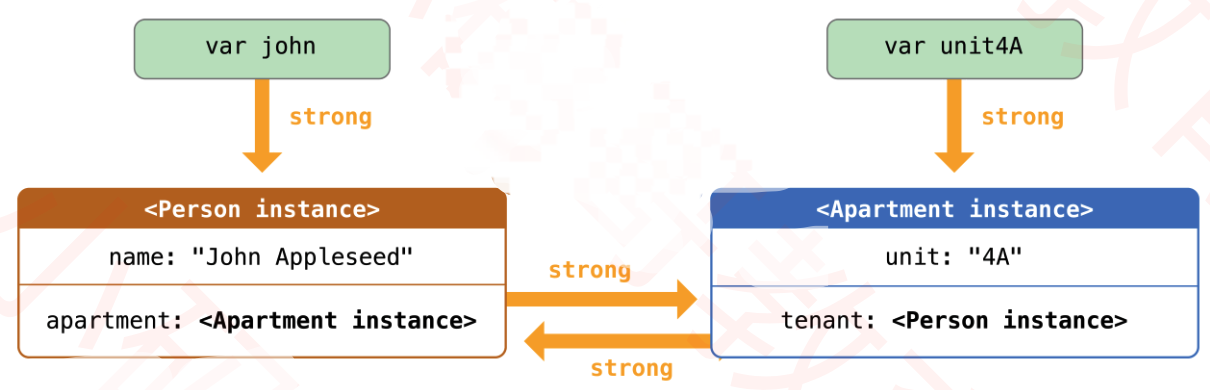 var john
var unit4A
strong
strong
<Person instance>
<Apartment instance>
name: "John Appleseed"
unit: "4A"
strong
apartment: <Apartment instance>
tenant: <Person instance>
strong